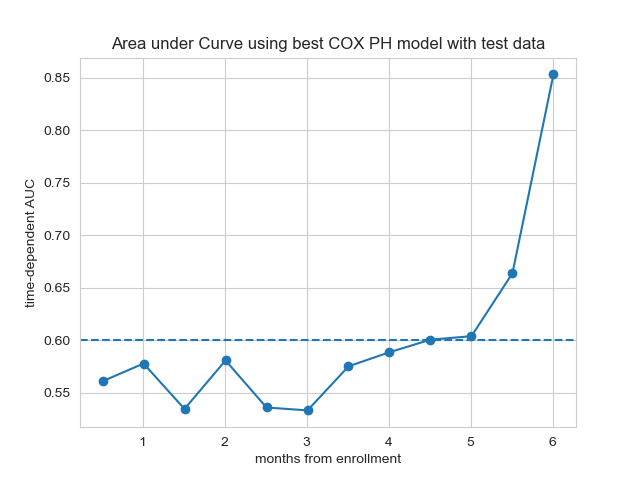 Area under Curve using best COX PH model with test data
time-dependent AUC
0.85
0.80
0.75
0.70
0.65
0.60
0.55
1 2 3 4 5 6
months from enrollment